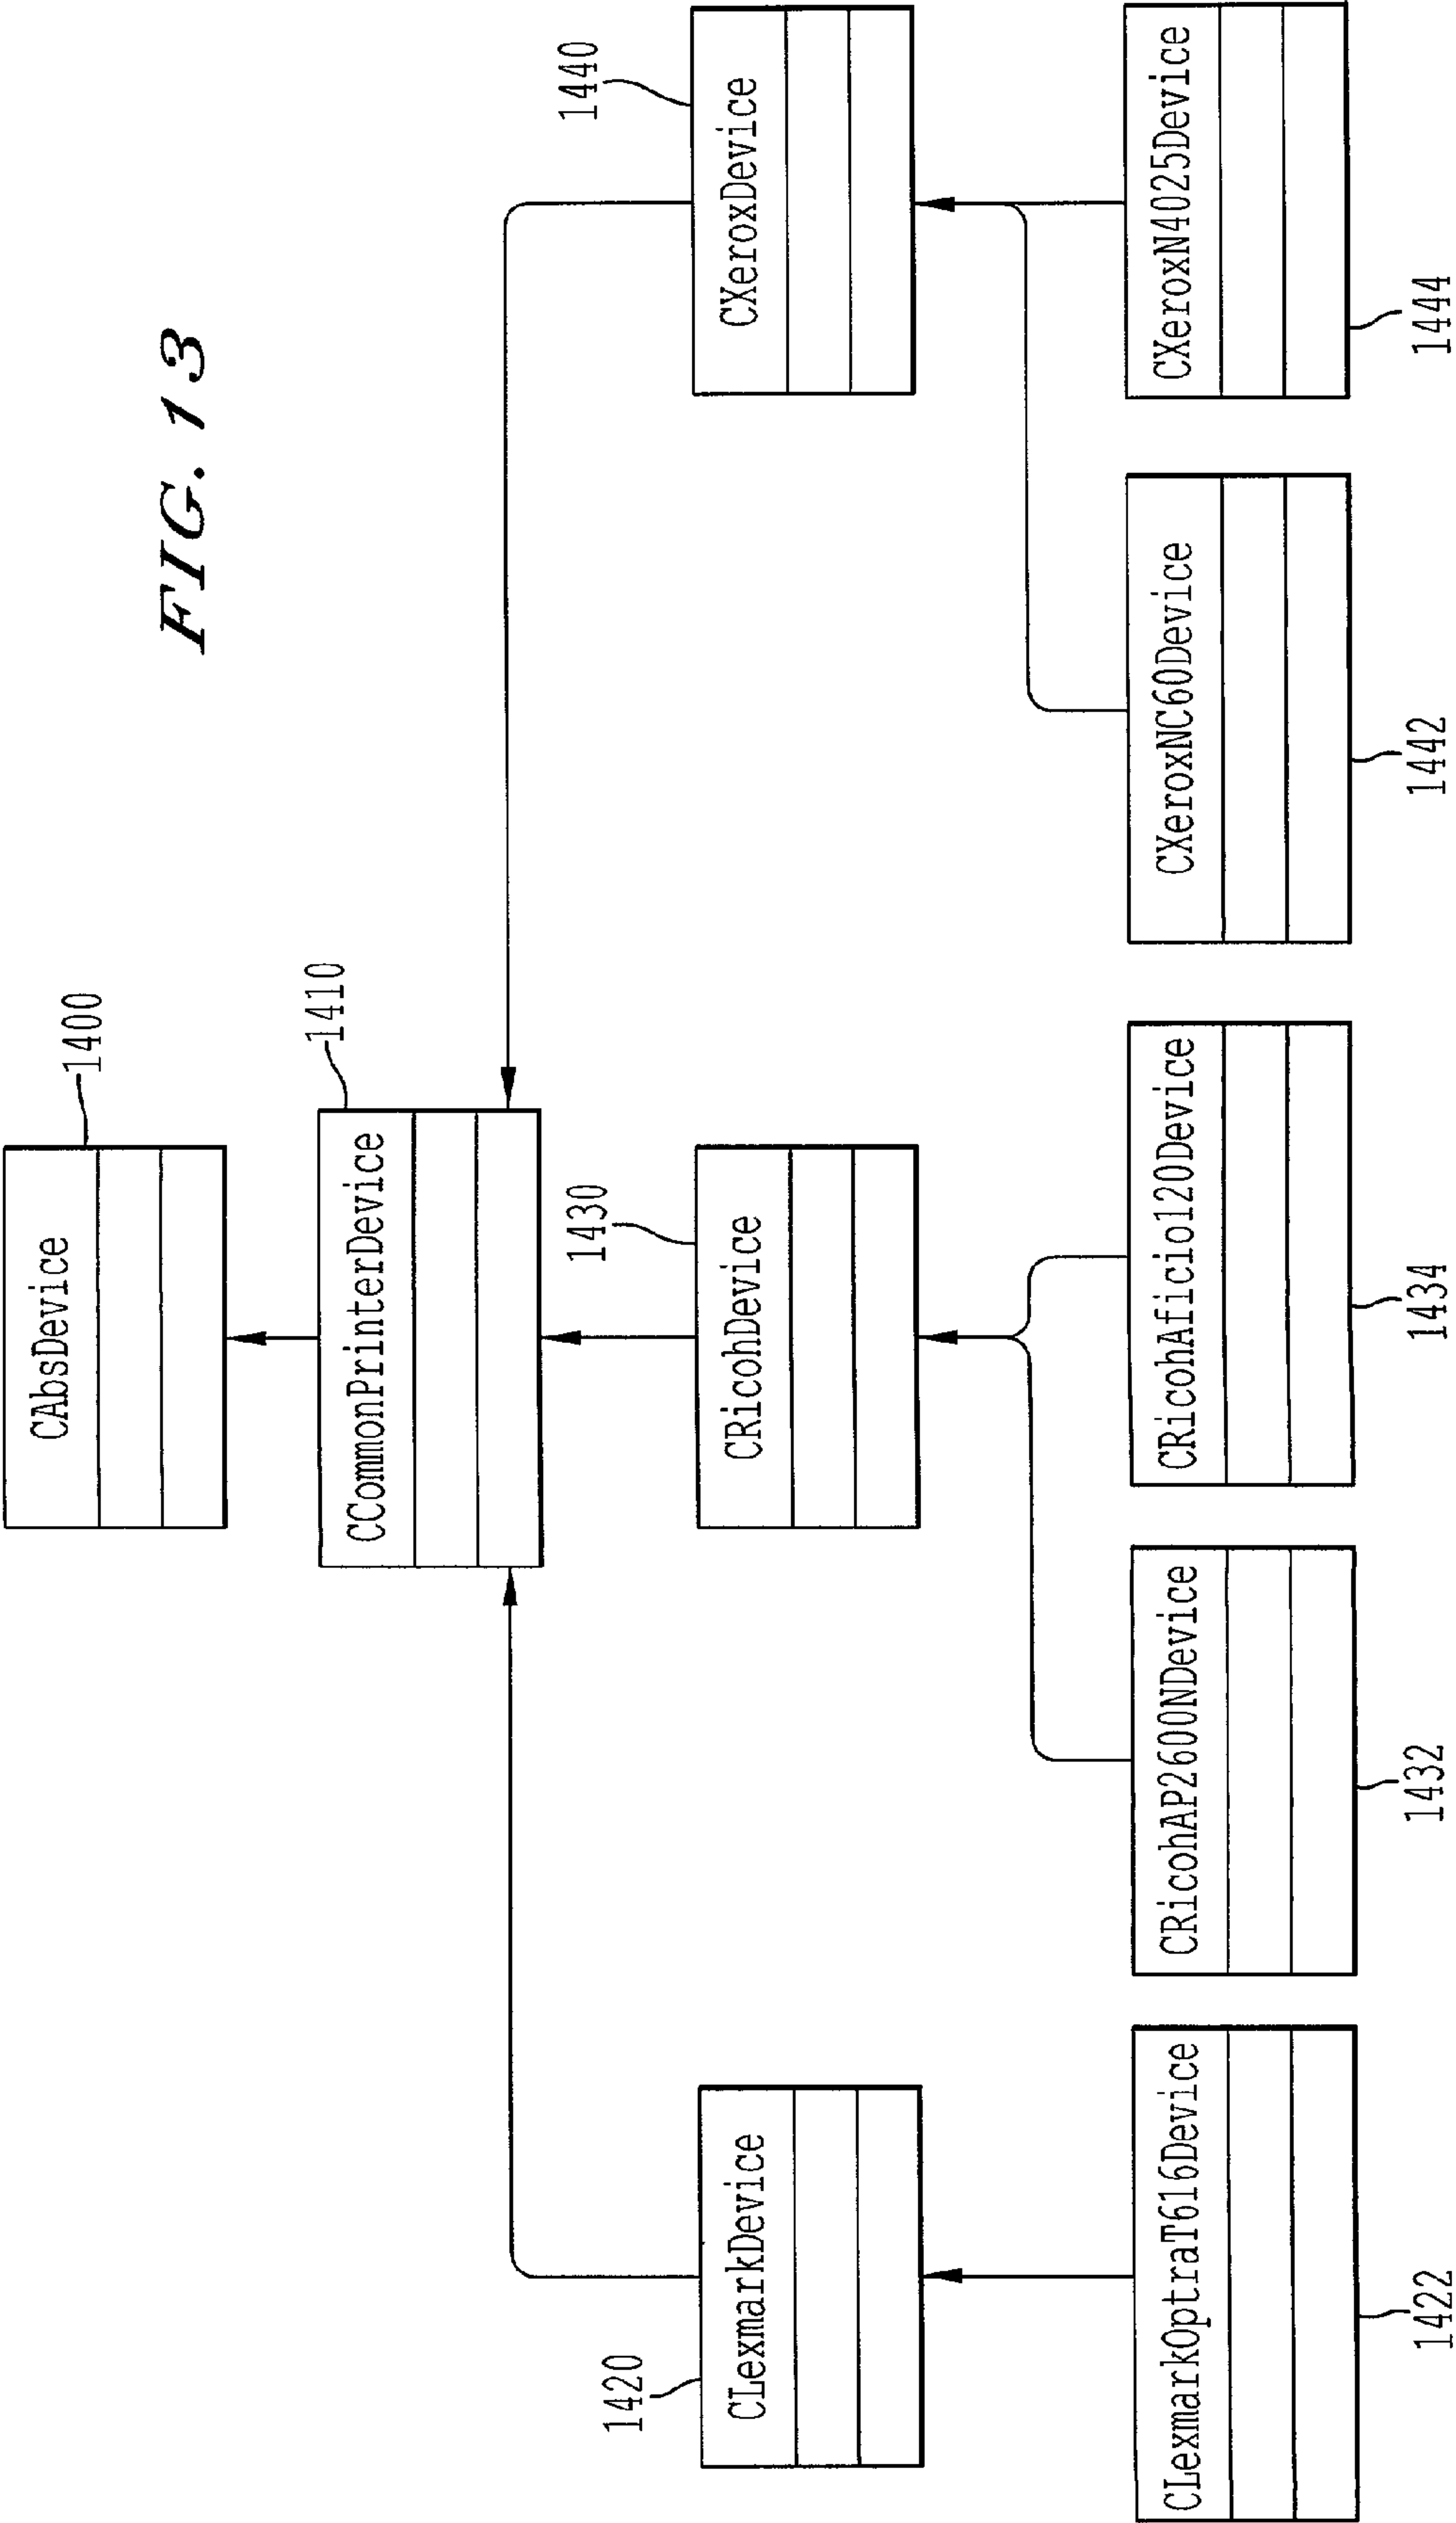 FIG. 13
CAbsDevice
1400
CCommonPrinterDevice
1410
CLexmarkDevice
1420
CRicohDevice
1430
CXeroxDevice
1440
CLexmarkOptraT616Device
1422
CRicohAP2600NDevice
1432
CRicohAficio120Device
1434
CXeroxNC60Device
1442
CXeroxN4025Device
1444